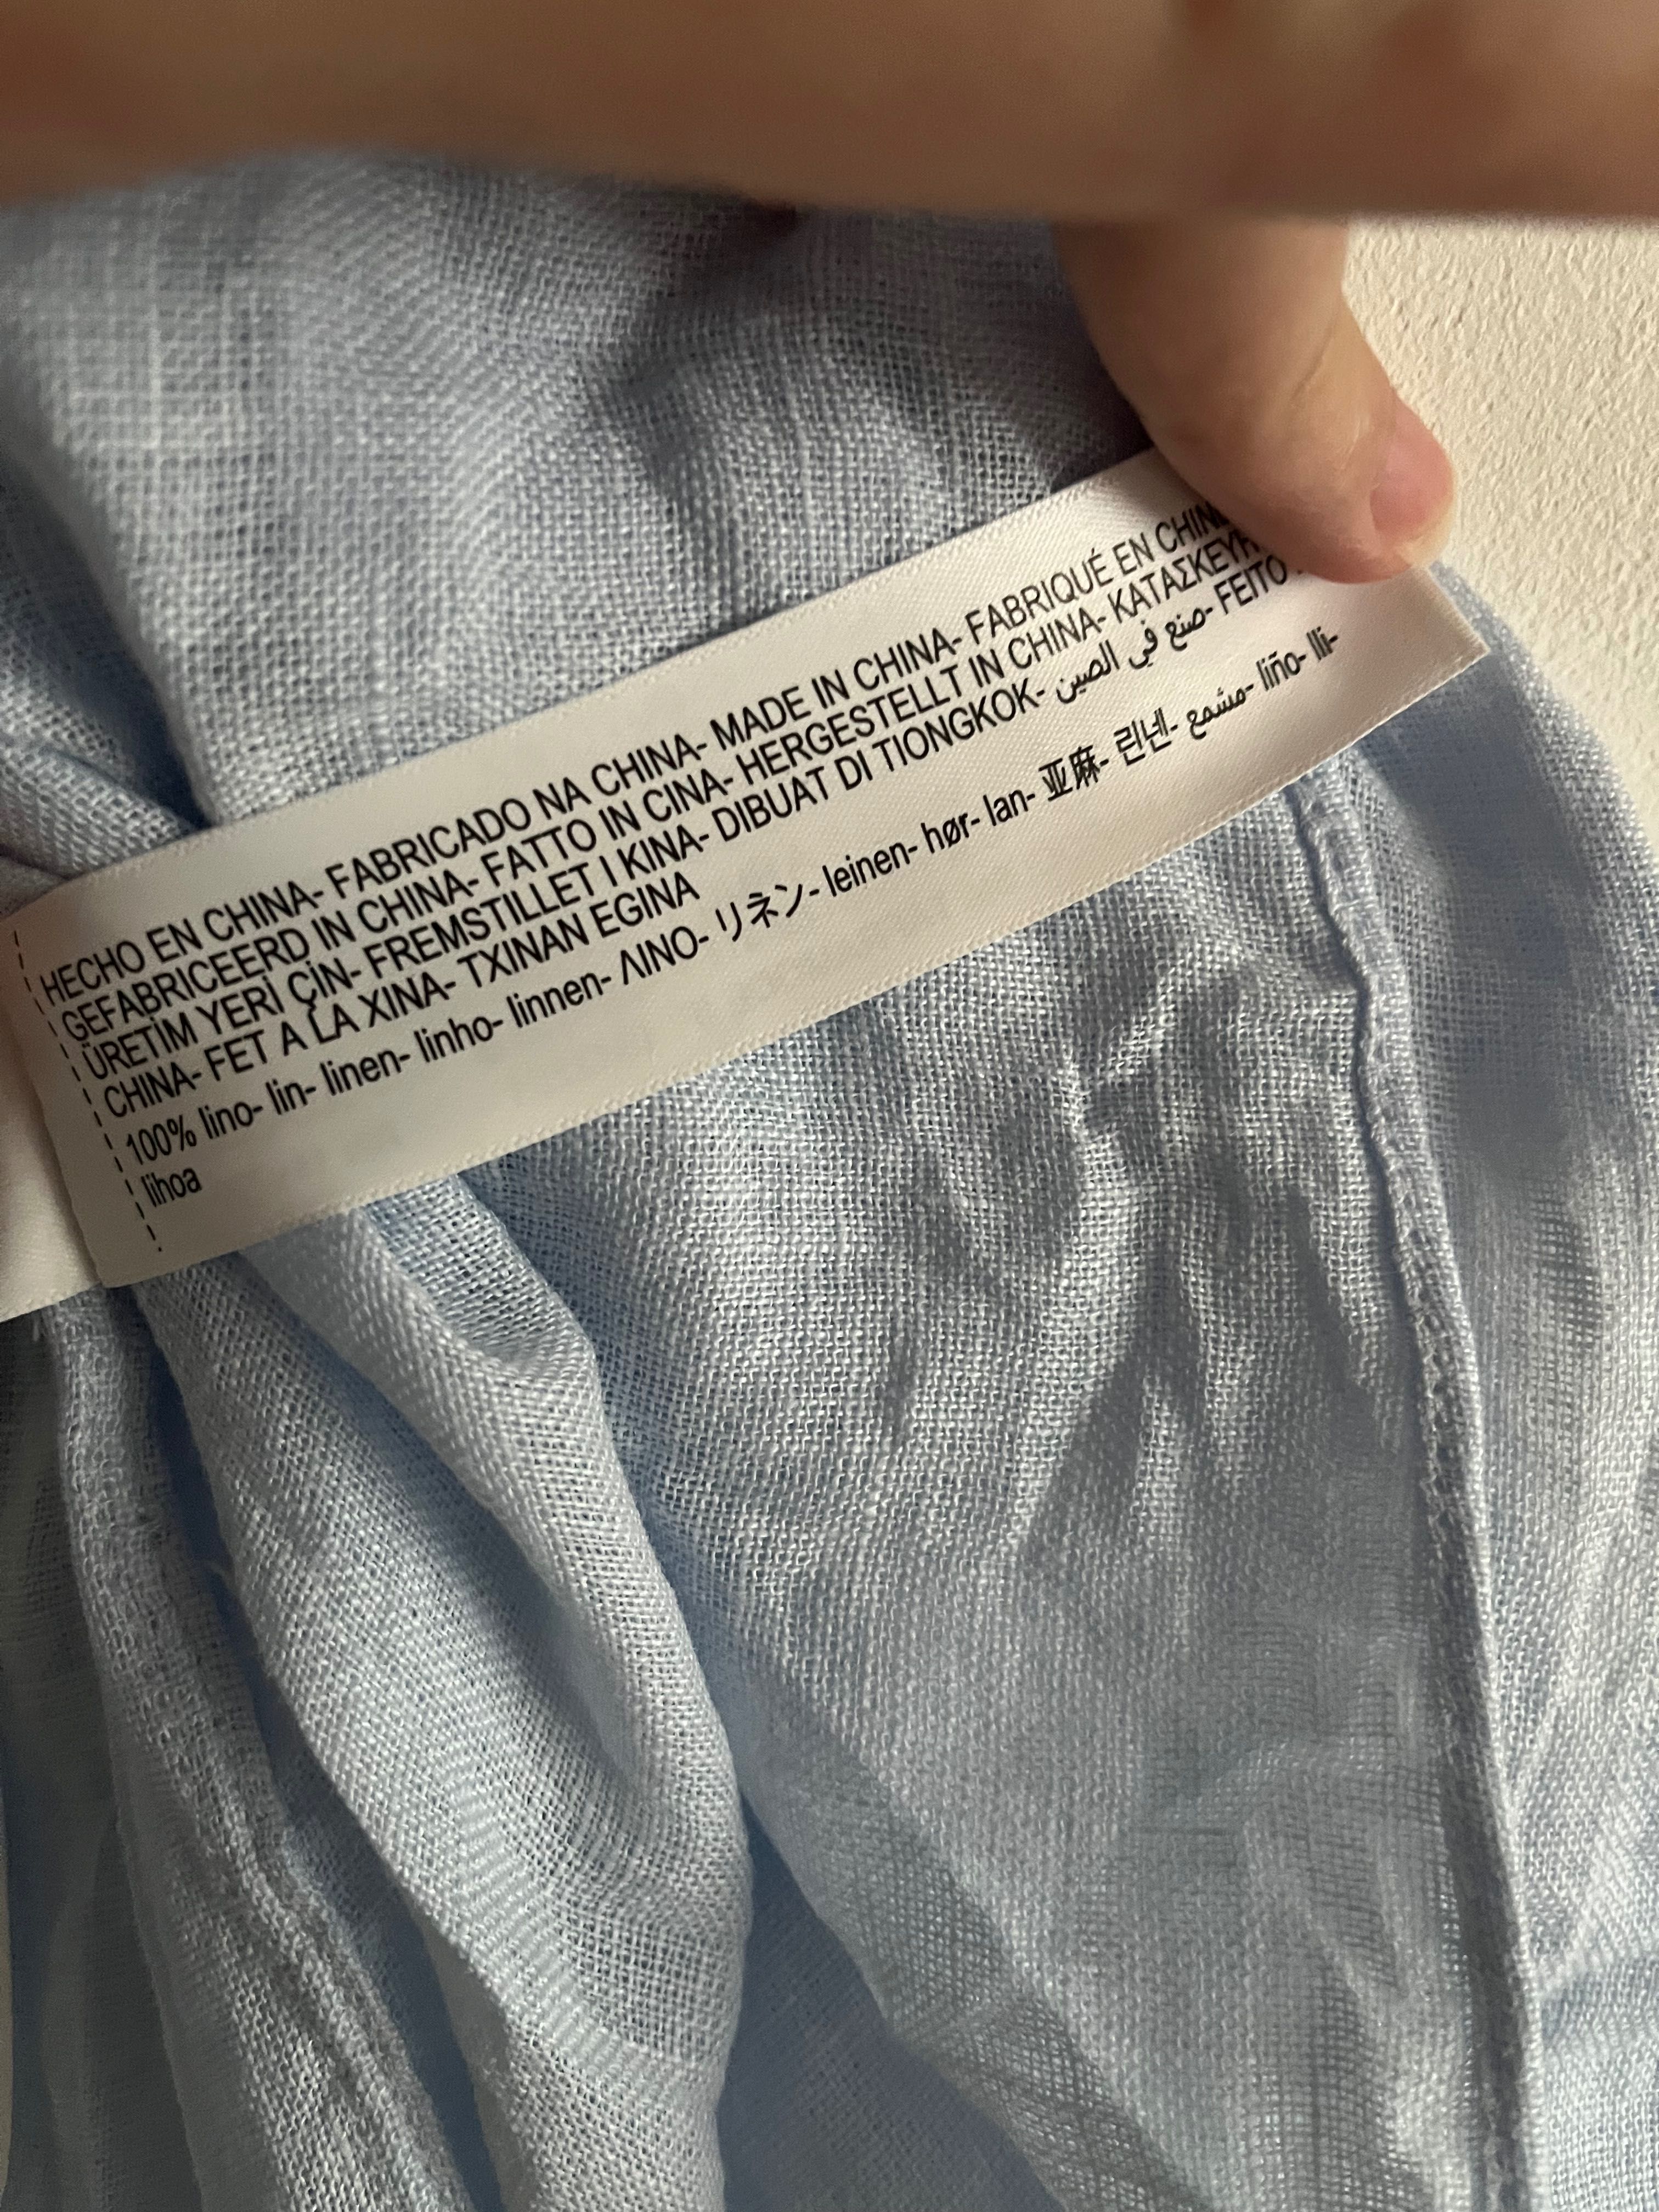 HECHO EN CHINA- FABRICADO NA CHINA- MADE IN CHINA- FABRIQUÉ EN
GEFABRICEERD IN CHINA- FATTO IN CINA- HERGESTELLT IN CHINA-
ÜRETİM YERİ ÇİN- FREMSTILLET I KINA- DIBUAT DI TIONGKOK- صنع في الصين- FEITO
CHINA- FET A LA XINA- TXINAN EGINA
100% lino- lin- linen- linho- linnen- ΛΙΝΟ- リネン- leinen- hør- lan- 亚麻- 린넨- مشمع- liño- lli-
lihoa